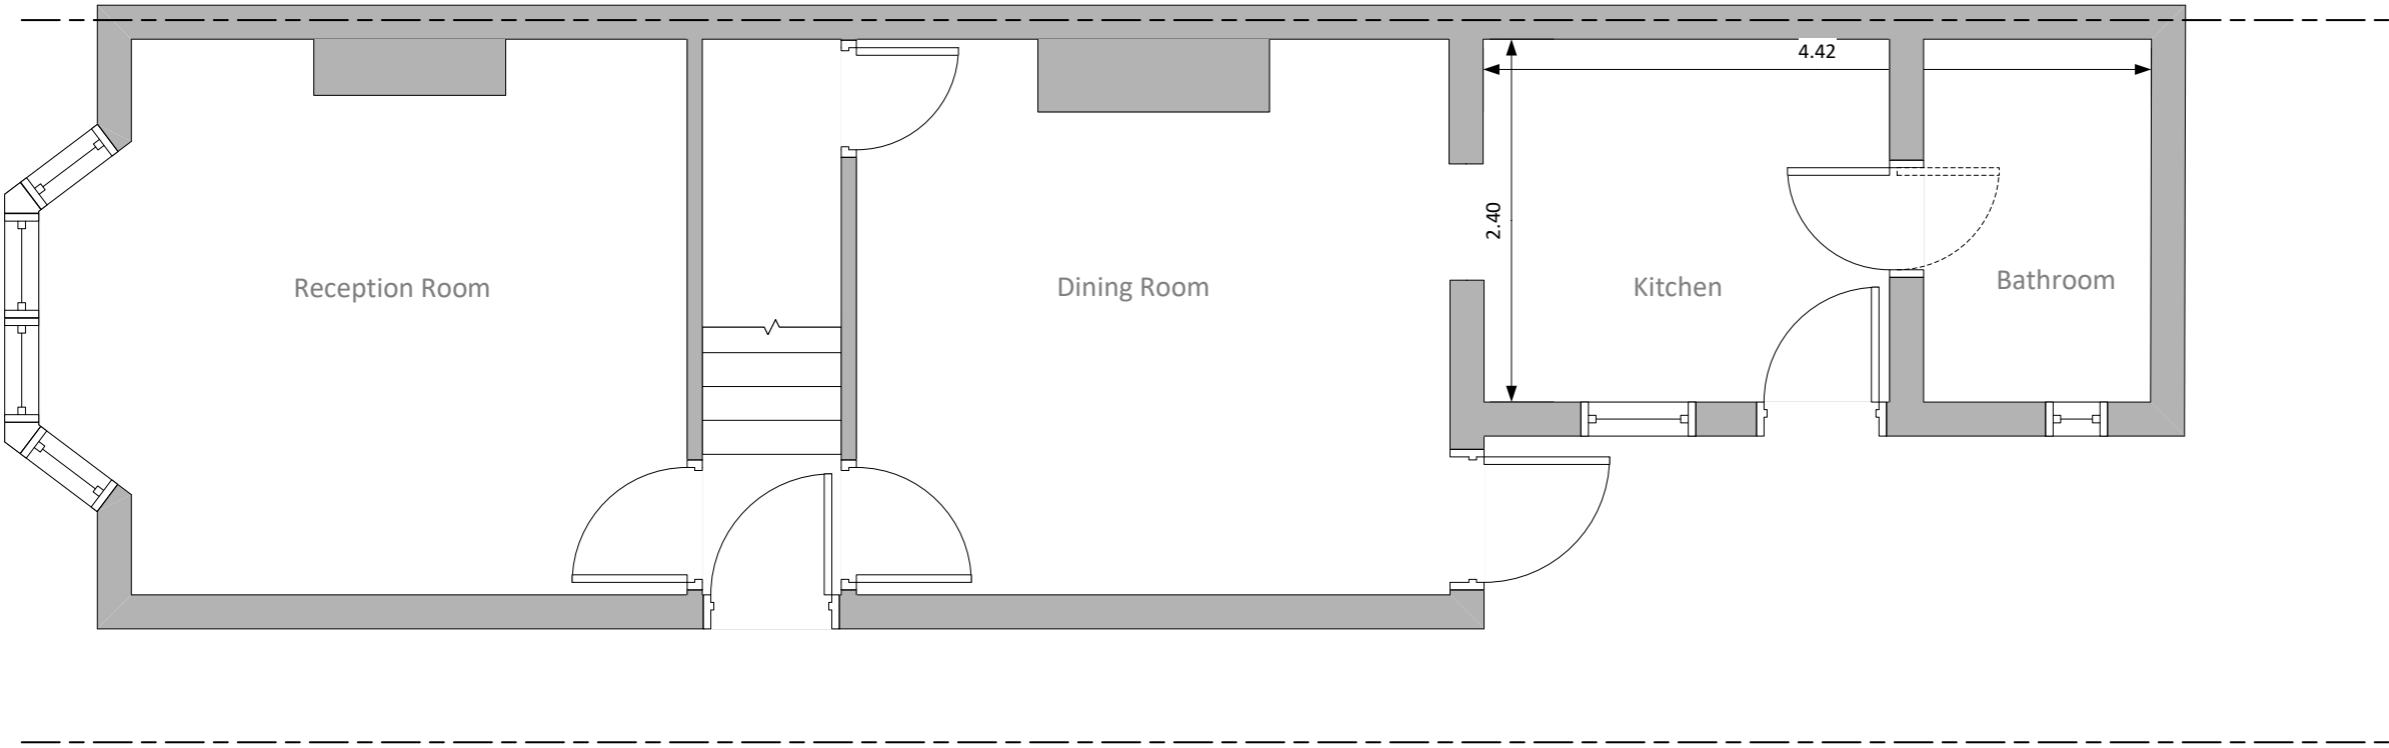 4.42
2.40
Reception Room
Dining Room
Kitchen
Bathroom